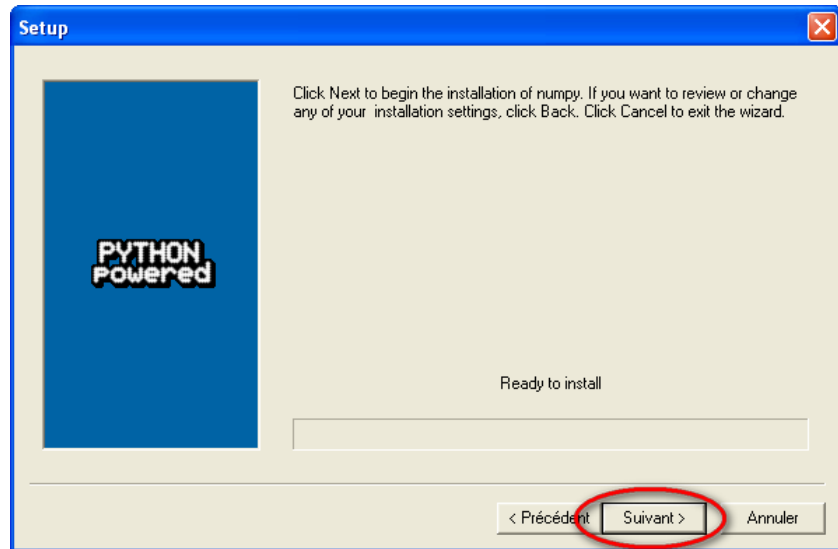 Setup
Click Next to begin the installation of numpy. If you want to review or change
any of your installation settings, click Back. Click Cancel to exit the wizard.
PYTHON
Powered
Ready to install
< Précédent
Suivant >
Annuler